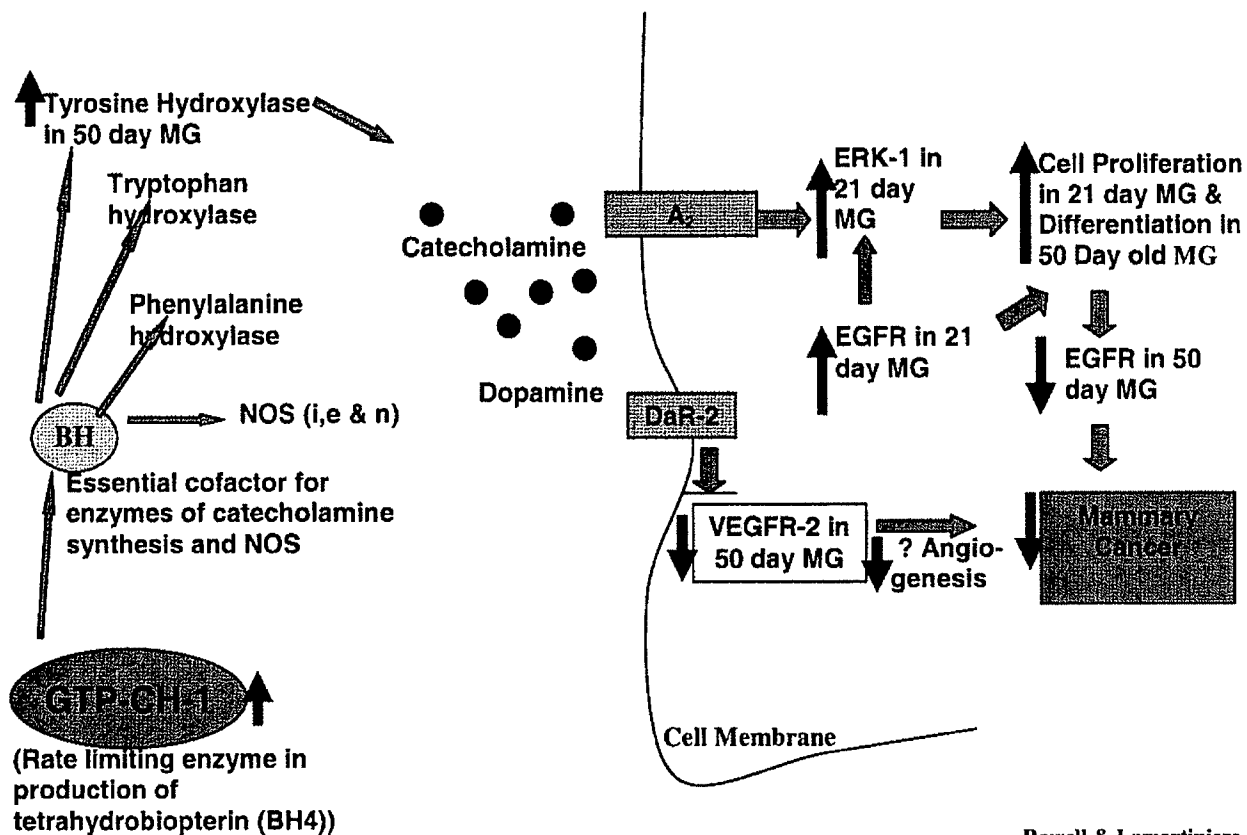 Tyrosine Hydroxylase
in 50 day MG
Tryptophan
hydroxylase
Phenylalanine
hydroxylase
BH
NOS (i,e & n)
Essential cofactor for
enzymes of catecholamine
synthesis and NOS
GTP-CH-1
(Rate limiting enzyme in
production of
tetrahydrobiopterin (BH4))
Catecholamine
Dopamine
A2
DaR-2
ERK-1 in
21 day
MG
EGFR in 21
day MG
Cell Proliferation
in 21 day MG &
Differentiation in
50 Day old MG
EGFR in 50
day MG
VEGFR-2 in
50 day MG
? Angio-
genesis
Mammary
Cancer
Cell Membrane